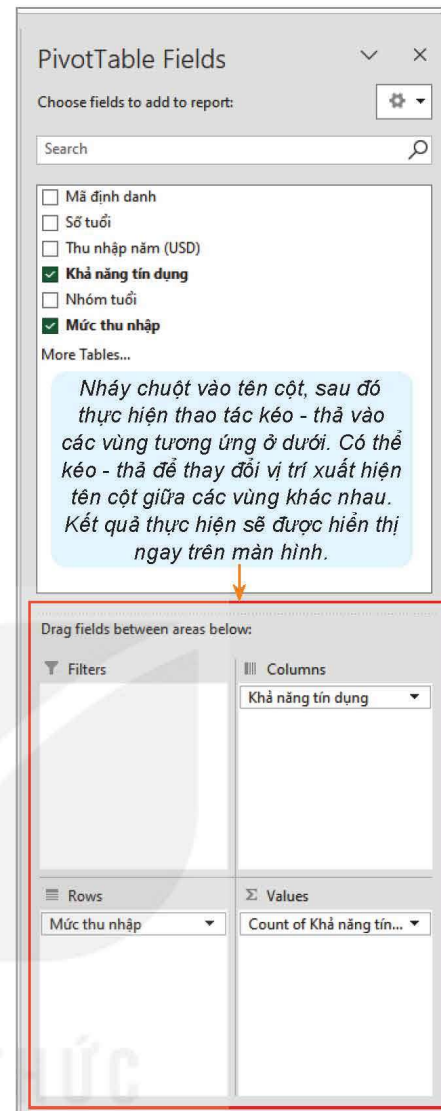 PivotTable Fields
Choose fields to add to report:
Search
Mã định danh
Số tuổi
Thu nhập năm (USD)
Khả năng tín dụng
Nhóm tuổi
Mức thu nhập
More Tables...
Nháy chuột vào tên cột, sau đó
thực hiện thao tác kéo - thả vào
các vùng tương ứng ở dưới. Có thể
kéo - thả để thay đổi vị trí xuất hiện
tên cột giữa các vùng khác nhau.
Kết quả thực hiện sẽ được hiển thị
ngay trên màn hình.
Drag fields between areas below:
Filters
Columns
Khả năng tín dụng
Rows
Σ Values
Mức thu nhập
Count of Khả năng tín...
THỨC